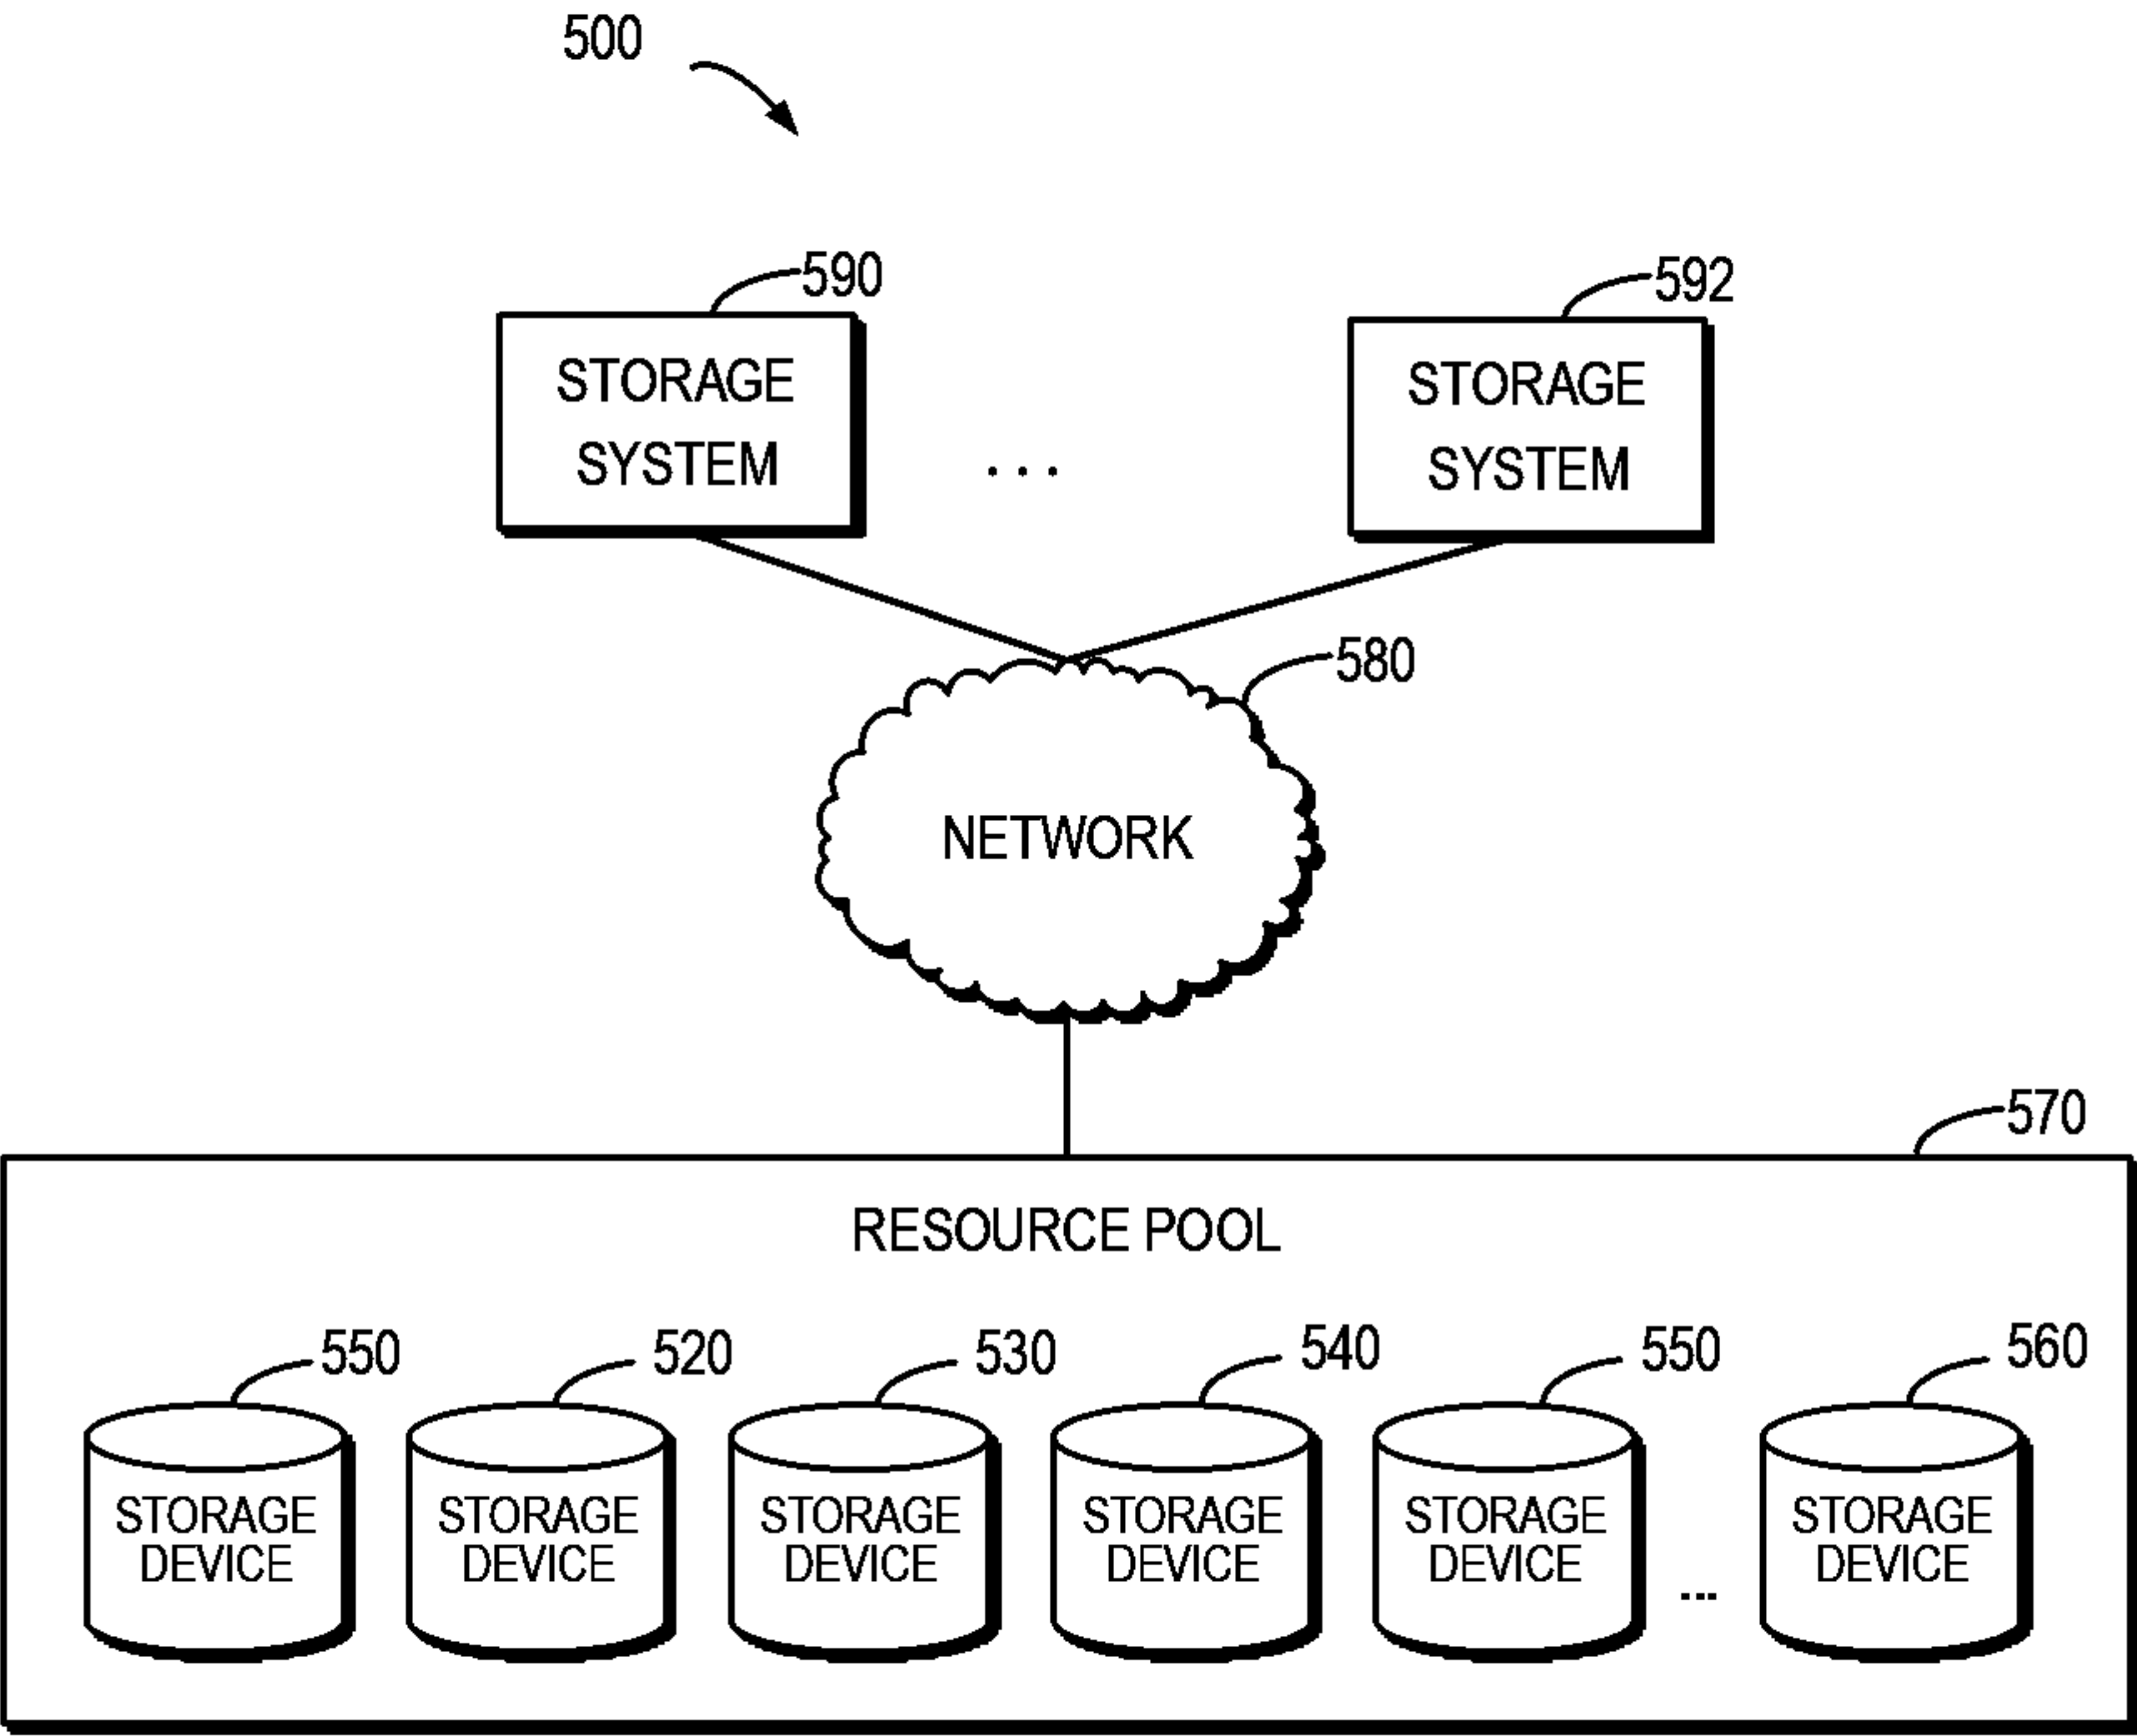 500
590
592
STORAGE
SYSTEM
...
STORAGE
SYSTEM
580
NETWORK
570
RESOURCE POOL
550
520
530
540
550
560
STORAGE
DEVICE
STORAGE
DEVICE
STORAGE
DEVICE
STORAGE
DEVICE
STORAGE
DEVICE
...
STORAGE
DEVICE